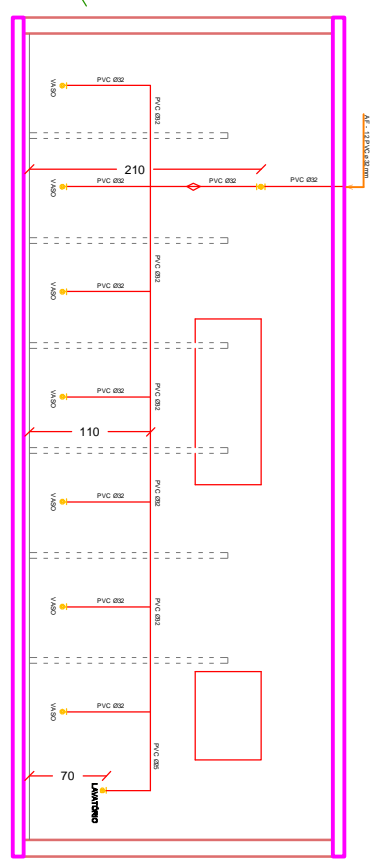 PVC Ø32
VASO
PVC Ø32
AF - 12 PVC ø 32 mm
210
PVC Ø32
PVC Ø32
PVC Ø32
VASO
PVC Ø32
PVC Ø32
VASO
PVC Ø32
PVC Ø32
VASO
110
PVC Ø32
PVC Ø32
VASO
PVC Ø32
PVC Ø32
VASO
PVC Ø32
VASO
PVC Ø25
70
LAVATÓRIO